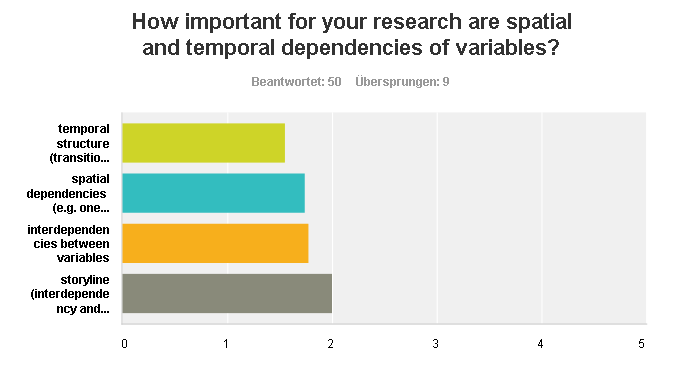 How important for your research are spatial
and temporal dependencies of variables?
Beantwortet: 50 Übersprungen: 9
temporal
structure
(transitio...
spatial
dependencies
(e.g. one...
interdependen
cies between
variables
storyline
(interdepende
ncy and...
0 1 2 3 4 5